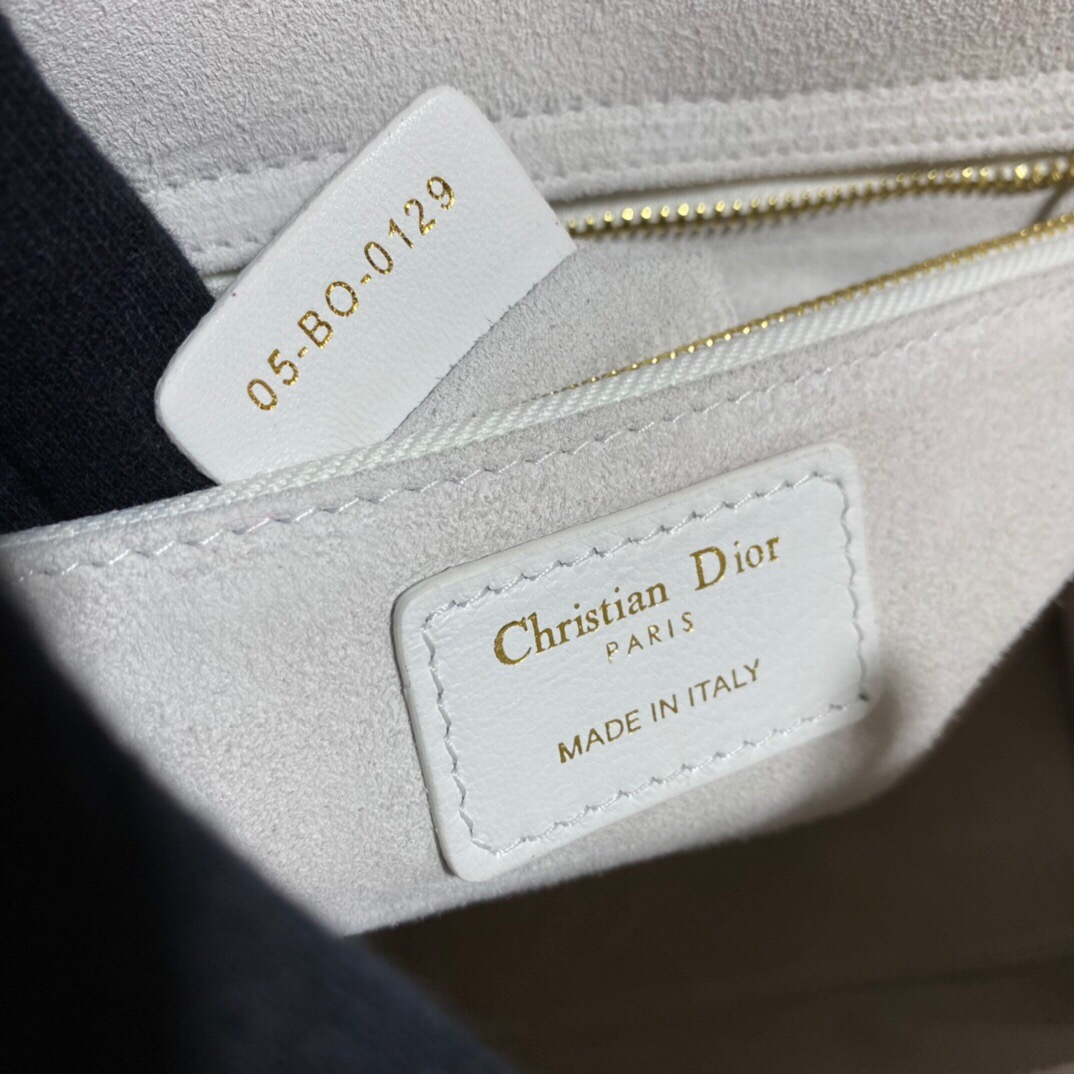 05-BO-0129
Christian Dior
PARIS
MADE IN ITALY